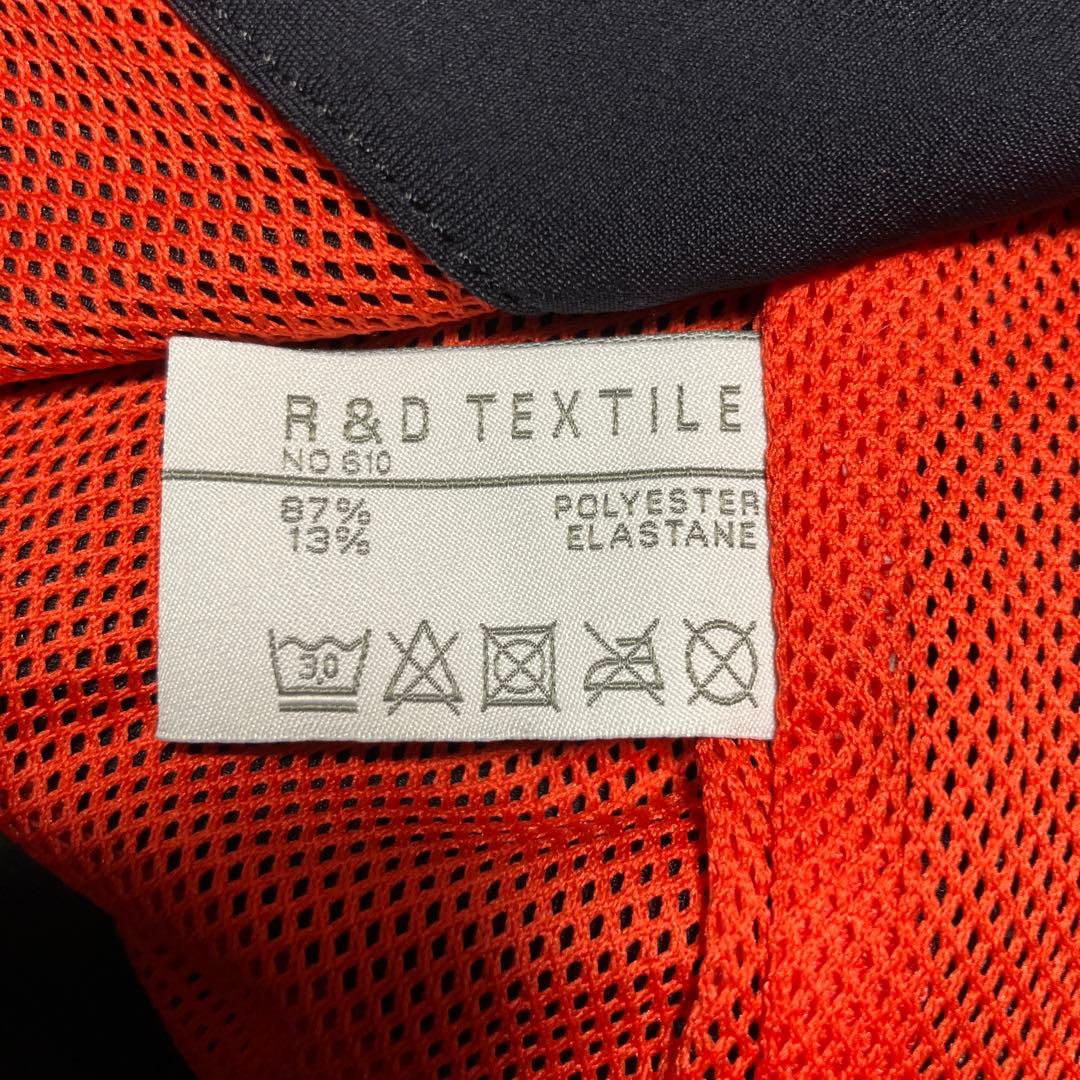 R & D TEXTILE
NO 610
87% POLYESTER
13% ELASTANE
30